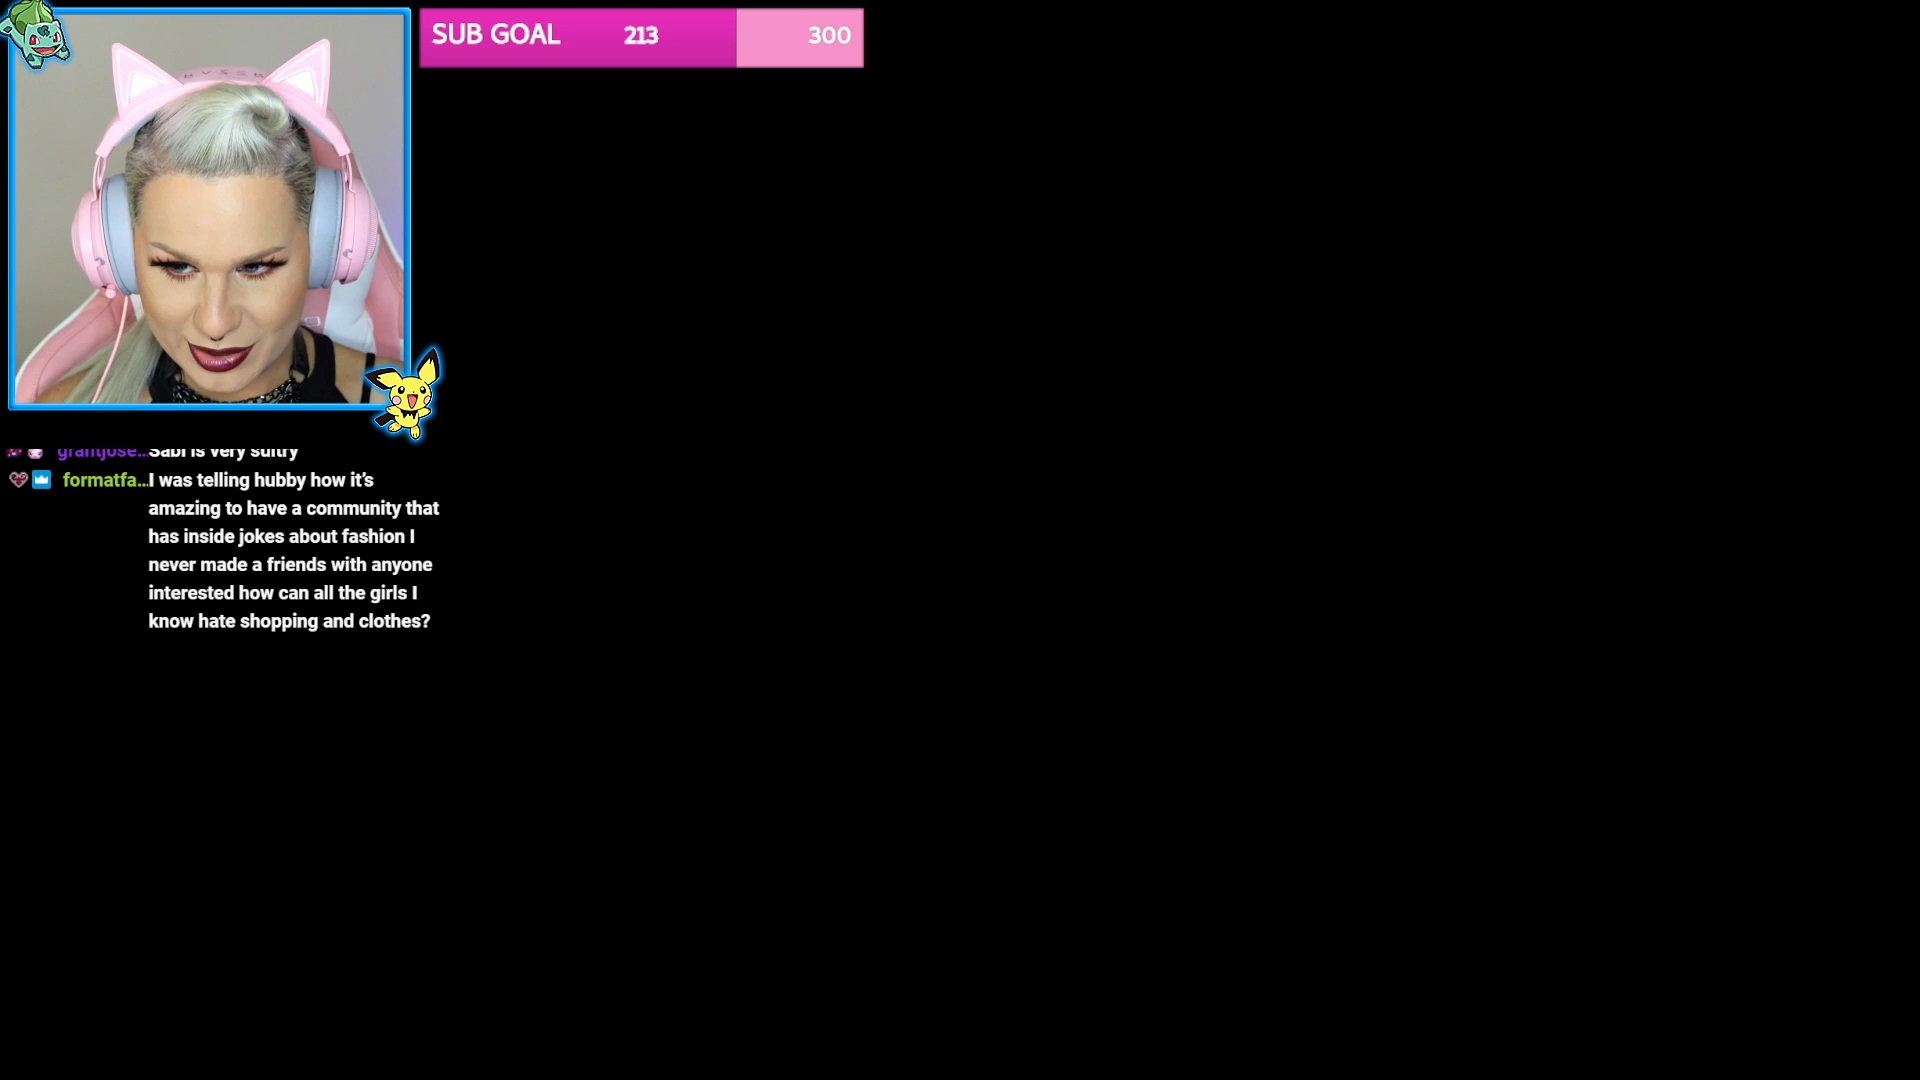 SUB GOAL 213 300
grantjose... Sabi is very sultry
formatfa... I was telling hubby how it's
amazing to have a community that
has inside jokes about fashion I
never made a friends with anyone
interested how can all the girls I
know hate shopping and clothes?